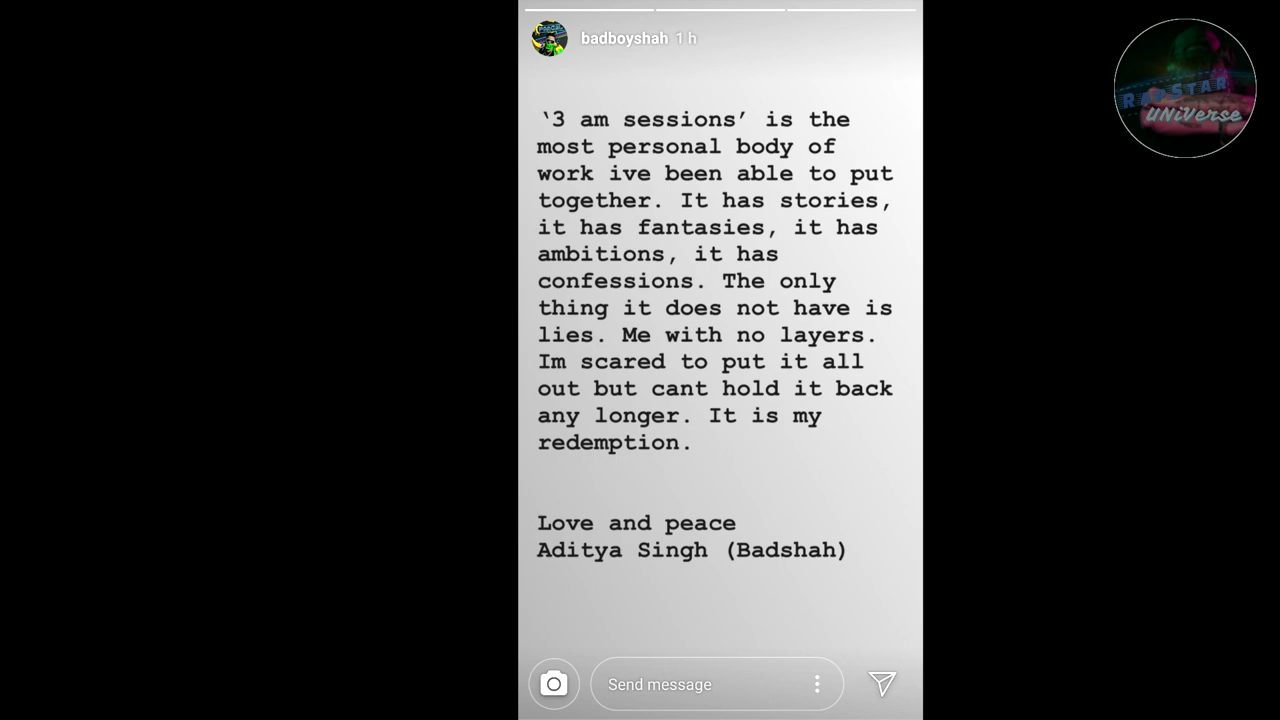 badboyshah 1 h
‘3 am sessions’ is the
most personal body of
work ive been able to put
together. It has stories,
it has fantasies, it has
ambitions, it has
confessions. The only
thing it does not have is
lies. Me with no layers.
Im scared to put it all
out but cant hold it back
any longer. It is my
redemption.
Love and peace
Aditya Singh (Badshah)
Send message
RAPSTAR
UNiVerse